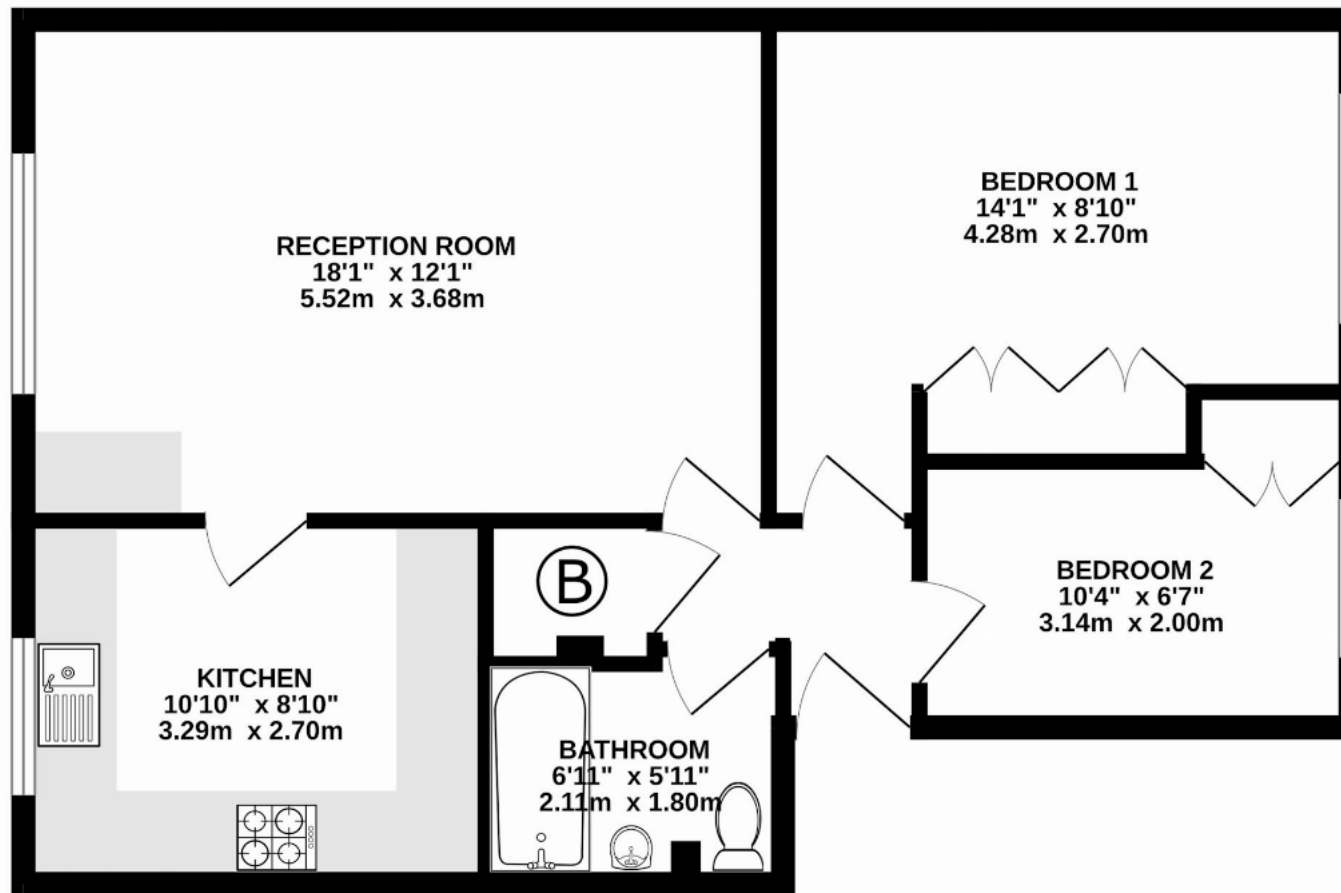 RECEPTION ROOM
18'1" x 12'1"
5.52m x 3.68m
BEDROOM 1
14'1" x 8'10"
4.28m x 2.70m
B
BEDROOM 2
10'4" x 6'7"
3.14m x 2.00m
KITCHEN
10'10" x 8'10"
3.29m x 2.70m
BATHROOM
6'11" x 5'11"
2.11m x 1.80m